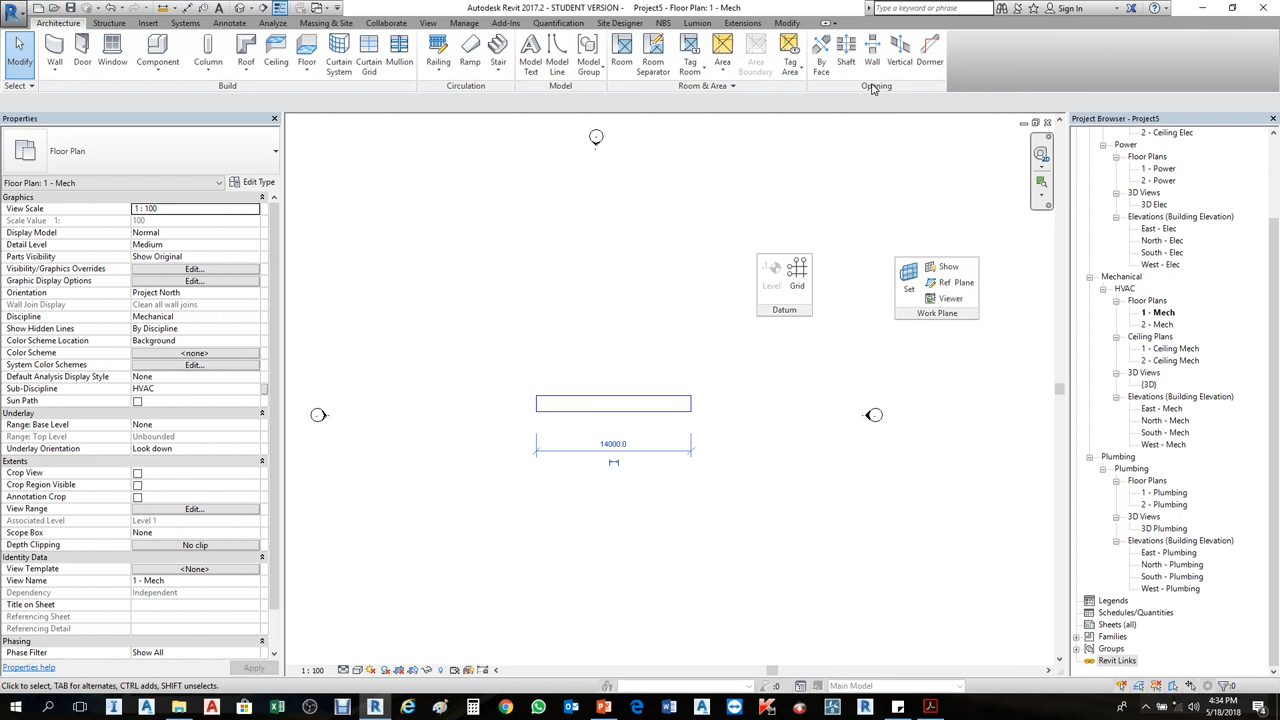 Autodesk Revit 2017.2 - STUDENT VERSION - Project5 - Floor Plan: 1 - Mech
Type a keyword or phrase
Sign In
Architecture Structure Insert Systems Annotate Analyze Massing & Site Collaborate View Manage Add-Ins Quantification Site Designer NBS Lumion Extensions Modify
Modify Wall Door Window Component Column Roof Ceiling Floor Curtain System Curtain Grid Mullion Railing Ramp Stair Model Text Model Line Model Group Room Room Separator Tag Room Area Area Boundary Tag Area By Face Shaft Wall Vertical Dormer
Select Build Circulation Model Room & Area Opening
Properties
Floor Plan
Floor Plan: 1 - Mech Edit Type
Graphics
View Scale 1 : 100
Scale Value 1: 100
Display Model Normal
Detail Level Medium
Parts Visibility Show Original
Visibility/Graphics Overrides Edit...
Graphic Display Options Edit...
Orientation Project North
Wall Join Display Clean all wall joins
Discipline Mechanical
Show Hidden Lines By Discipline
Color Scheme Location Background
Color Scheme <none>
System Color Schemes Edit...
Default Analysis Display Style None
Sub-Discipline HVAC
Sun Path
Underlay
Range: Base Level None
Range: Top Level Unbounded
Underlay Orientation Look down
Extents
Crop View
Crop Region Visible
Annotation Crop
View Range Edit...
Associated Level Level 1
Scope Box None
Depth Clipping No clip
Identity Data
View Template <None>
View Name 1 - Mech
Dependency Independent
Title on Sheet
Referencing Sheet
Referencing Detail
Phasing
Phase Filter Show All
Properties help Apply
Level Grid
Datum
Set Show
Ref Plane
Viewer
Work Plane
14000.0
2D
Project Browser - Project5
2 - Ceiling Elec
Power
Floor Plans
1 - Power
2 - Power
3D Views
3D Elec
Elevations (Building Elevation)
East - Elec
North - Elec
South - Elec
West - Elec
Mechanical
HVAC
Floor Plans
1 - Mech
2 - Mech
Ceiling Plans
1 - Ceiling Mech
2 - Ceiling Mech
3D Views
{3D}
Elevations (Building Elevation)
East - Mech
North - Mech
South - Mech
West - Mech
Plumbing
Plumbing
Floor Plans
1 - Plumbing
2 - Plumbing
3D Views
3D Plumbing
Elevations (Building Elevation)
East - Plumbing
North - Plumbing
South - Plumbing
West - Plumbing
Legends
Schedules/Quantities
Sheets (all)
Families
Groups
Revit Links
1 : 100
Click to select, TAB for alternates, CTRL adds, SHIFT unselects. :0 Main Model :0
4:34 PM
5/18/2018